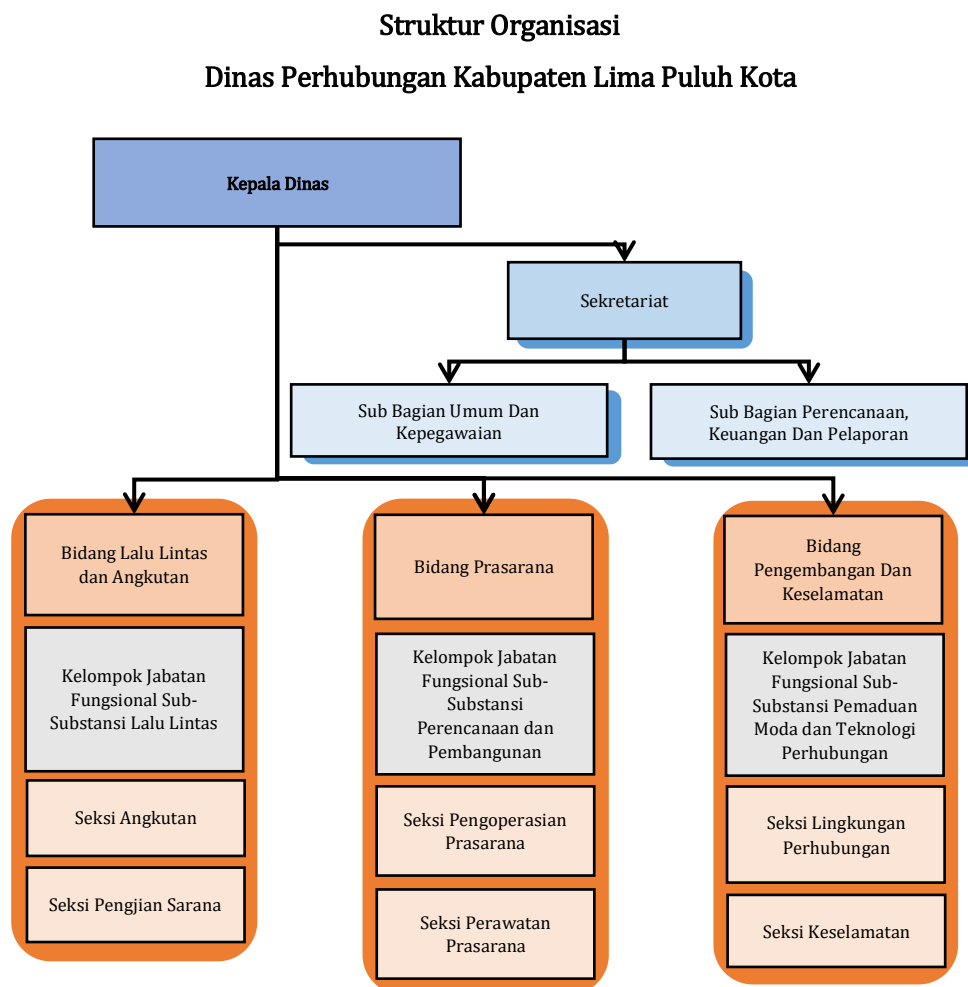 Struktur Organisasi
Dinas Perhubungan Kabupaten Lima Puluh Kota
Kepala Dinas
Sekretariat
Sub Bagian Umum Dan
Kepegawaian
Sub Bagian Perencanaan,
Keuangan Dan Pelaporan
Bidang Lalu Lintas
dan Angkutan
Kelompok Jabatan
Fungsional Sub-
Substansi Lalu Lintas
Seksi Angkutan
Seksi Pengjian Sarana
Bidang Prasarana
Kelompok Jabatan
Fungsional Sub-
Substansi
Perencanaan dan
Pembangunan
Seksi Pengoperasian
Prasarana
Seksi Perawatan
Prasarana
Bidang
Pengembangan Dan
Keselamatan
Kelompok Jabatan
Fungsional Sub-
Substansi Pemaduan
Moda dan Teknologi
Perhubungan
Seksi Lingkungan
Perhubungan
Seksi Keselamatan